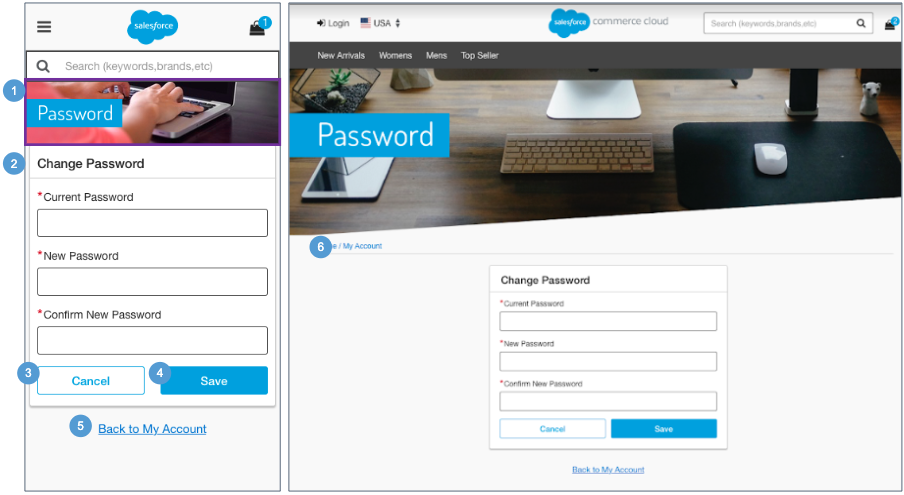 salesforce
1
Search (keywords,brands,etc)
1
Password
2
Change Password
*Current Password
*New Password
*Confirm New Password
3
Cancel
4
Save
5
Back to My Account
Login
USA
salesforce commerce cloud
Search (keywords,brands,etc)
2
New Arrivals Womens Mens Top Seller
Password
6
/ My Account
Change Password
*Current Password
*New Password
*Confirm New Password
Cancel Save
Back to My Account